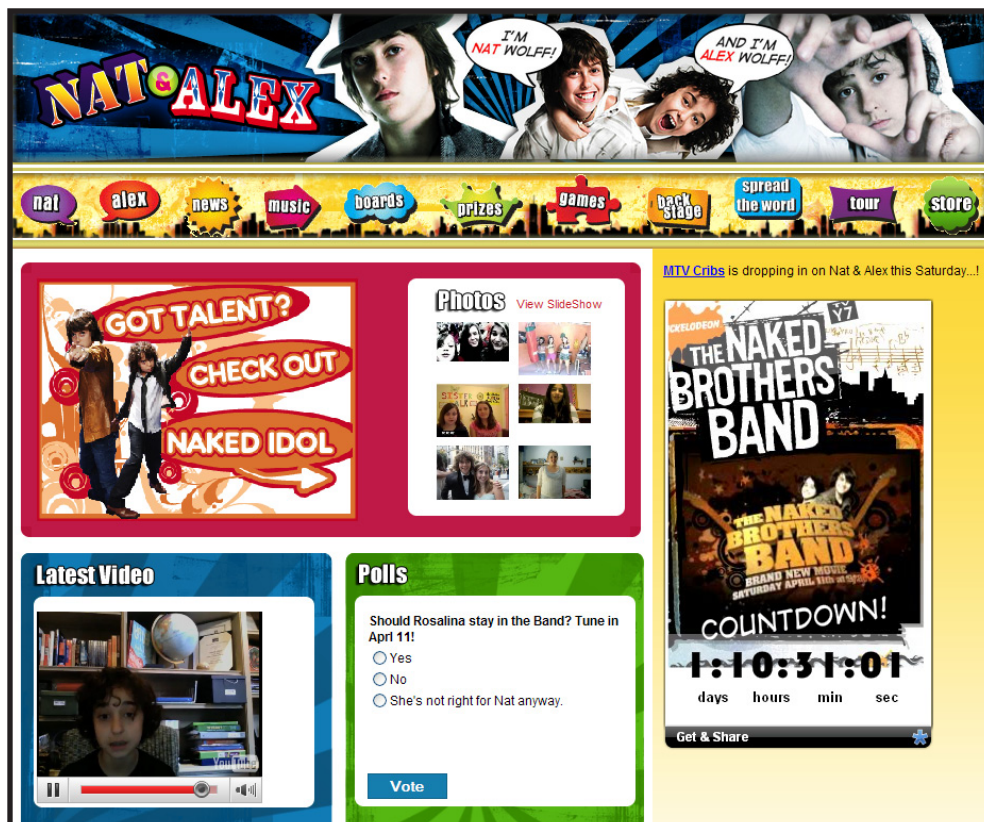 NAT & ALEX
I'M
NAT WOLFF!
AND I'M
ALEX WOLFF!
nat
alex
news
music
boards
prizes
games
back
stage
spread
the word
tour
store
MTV Cribs is dropping in on Nat & Alex this Saturday...!
GOT TALENT?
CHECK OUT
NAKED IDOL
Photos View SlideShow
NICKELODEON
TV
Y7
THE NAKED
BROTHERS
BAND
THE NAKED
BROTHERS
BAND
BRAND NEW MOVIE
SATURDAY APRIL 11th at
COUNTDOWN!
1:10:31:01
days hours min sec
Get & Share
Latest Video
YouTube
Polls
Should Rosalina stay in the Band? Tune in
Aprl 11!
Yes
No
She's not right for Nat anyway.
Vote